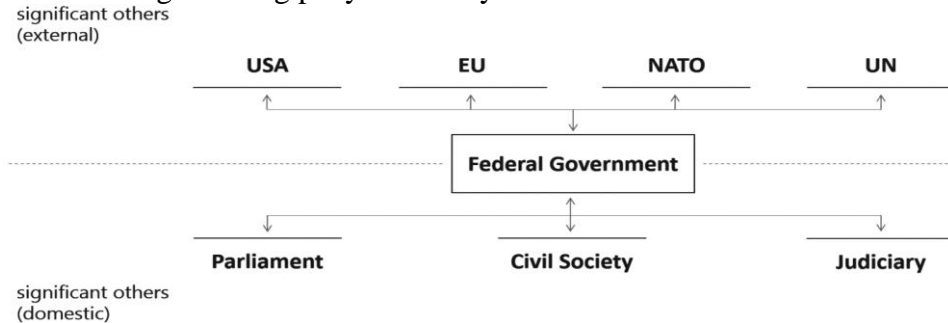 significant others
(external)
USA EU NATO UN
Federal Government
Parliament Civil Society Judiciary
significant others
(domestic)